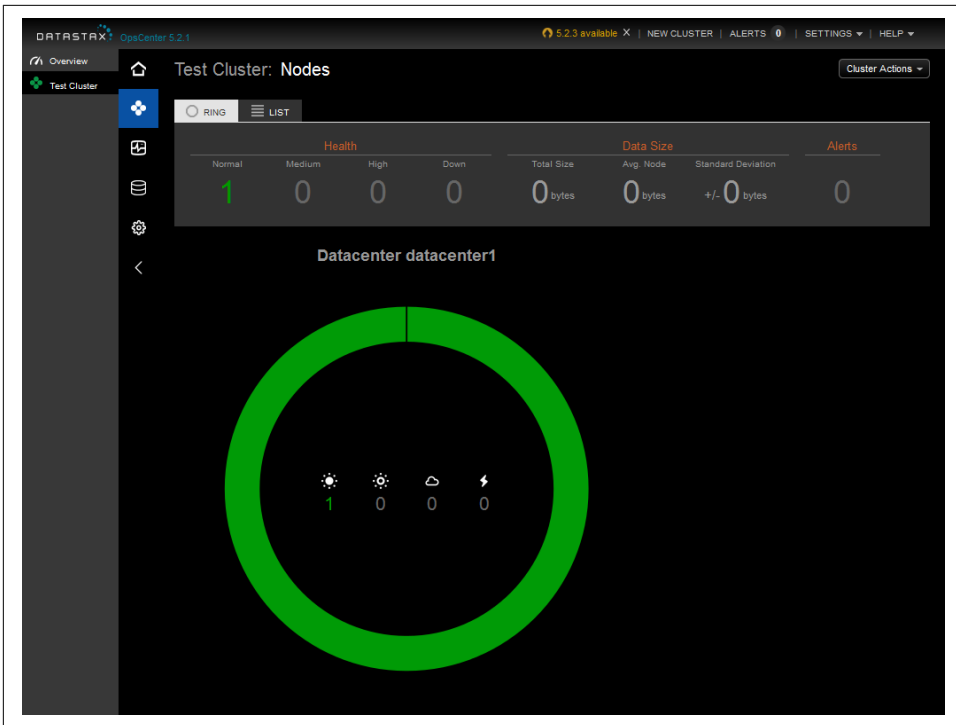 DATASTAX OpsCenter 5.2.1
5.2.3 available X | NEW CLUSTER | ALERTS 0 | SETTINGS | HELP
Overview
Test Cluster
Test Cluster: Nodes
Cluster Actions
RING LIST
Health Data Size Alerts
Normal Medium High Down Total Size Avg. Node Standard Deviation
1 0 0 0 0 bytes 0 bytes +/- 0 bytes 0
Datacenter datacenter1
1 0 0 0